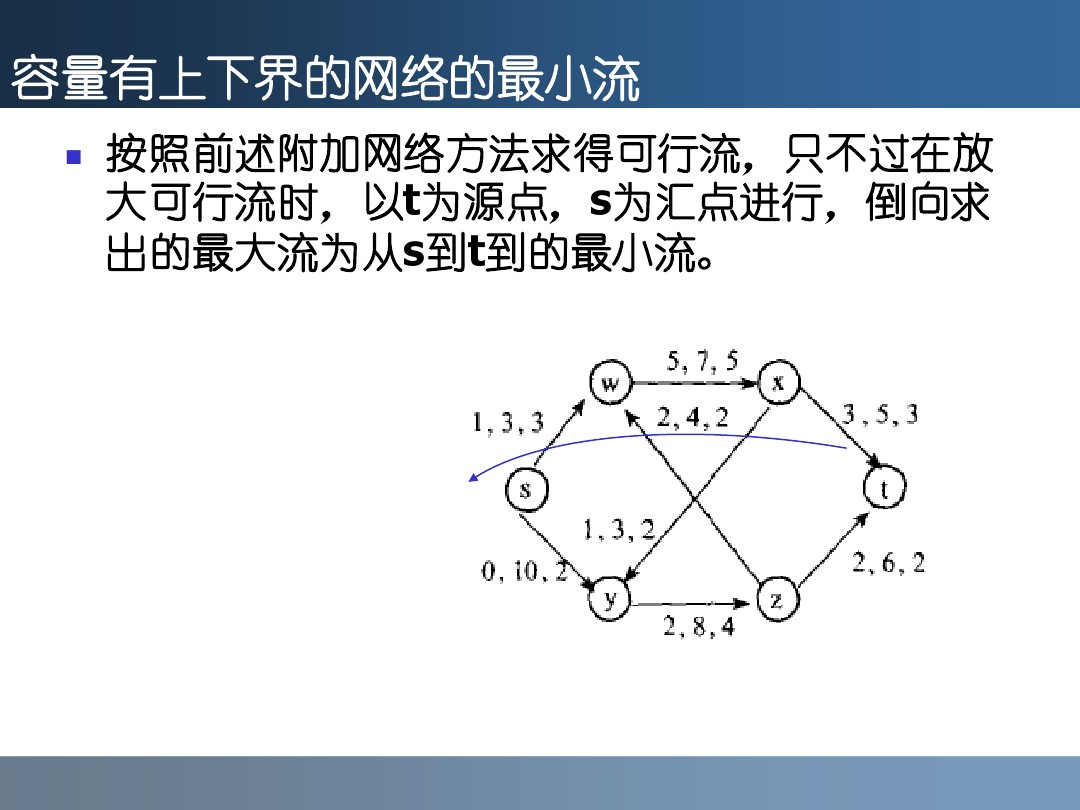 容量有上下界的网络的最小流
按照前述附加网络方法求得可行流，只不过在放
大可行流时，以t为源点，s为汇点进行，倒向求
出的最大流为从s到t到的最小流。
5, 7, 5
w
x
1, 3, 3
2, 4, 2
3, 5, 3
s
t
1, 3, 2
0, 10, 2
2, 6, 2
y
z
2, 8, 4